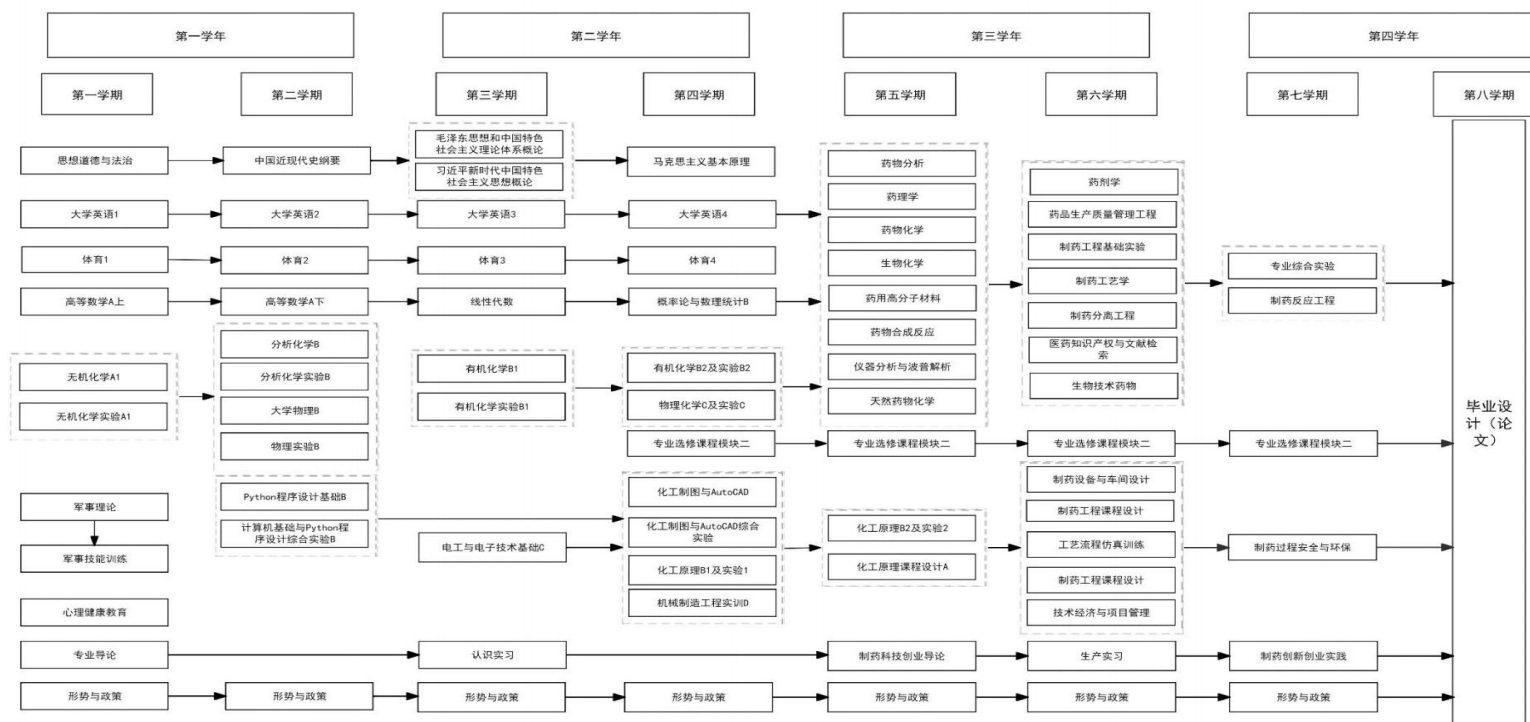 第一学年
第二学年
第三学年
第四学年
第一学期
第二学期
第三学期
第四学期
第五学期
第六学期
第七学期
第八学期
思想道德与法治
中国近现代史纲要
毛泽东思想和中国特色
社会主义理论体系概论
习近平新时代中国特色
社会主义思想概论
马克思主义基本原理
大学英语1
大学英语2
大学英语3
大学英语4
体育1
体育2
体育3
体育4
高等数学A上
高等数学A下
线性代数
概率论与数理统计B
药物分析
药理学
药物化学
生物化学
药用高分子材料
药物合成反应
仪器分析与波普解析
天然药物化学
药剂学
药品生产质量管理工程
制药工程基础实验
制药工艺学
制药分离工程
医药知识产权与文献检
索
生物技术药物
专业综合实验
制药反应工程
无机化学A1
无机化学实验A1
分析化学B
分析化学实验B
大学物理B
物理实验B
有机化学B1
有机化学实验B1
有机化学B2及实验B2
物理化学C及实验C
专业选修课程模块二
专业选修课程模块二
专业选修课程模块二
专业选修课程模块二
毕业设
计（论
文）
军事理论
军事技能训练
Python程序设计基础B
计算机基础与Python程
序设计综合实验B
电工与电子技术基础C
化工制图与AutoCAD
化工制图与AutoCAD综合
实验
化工原理B1及实验1
机械制造工程实训D
化工原理B2及实验2
化工原理课程设计A
制药设备与车间设计
制药工程课程设计
工艺流程仿真训练
制药工程课程设计
技术经济与项目管理
制药过程安全与环保
心理健康教育
专业导论
认识实习
制药科技创业导论
生产实习
制药创新创业实践
形势与政策
形势与政策
形势与政策
形势与政策
形势与政策
形势与政策
形势与政策